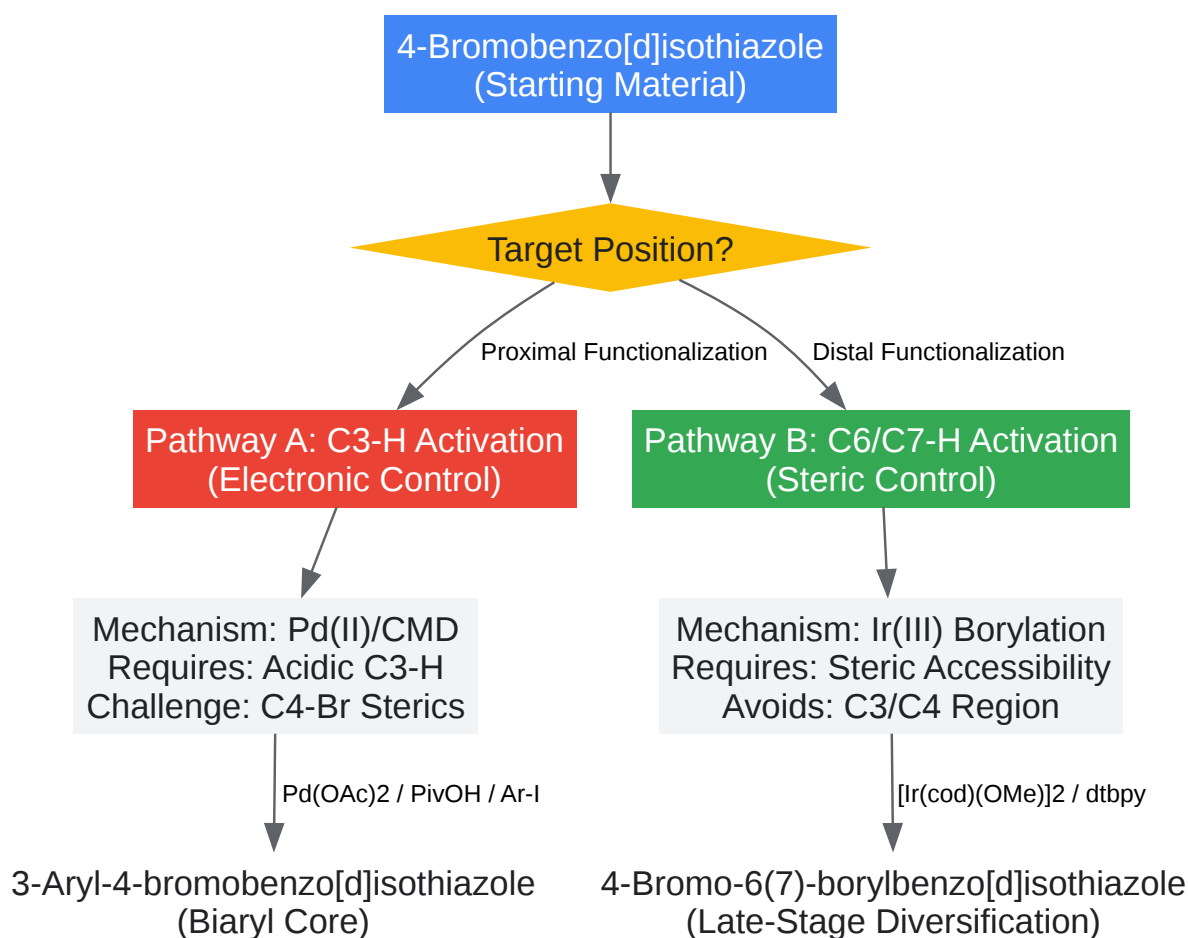 4-Bromobenzo[d]isothiazole
(Starting Material)
Target Position?
Proximal Functionalization
Distal Functionalization
Pathway A: C3-H Activation
(Electronic Control)
Pathway B: C6/C7-H Activation
(Steric Control)
Mechanism: Pd(II)/CMD
Requires: Acidic C3-H
Challenge: C4-Br Sterics
Mechanism: Ir(III) Borylation
Requires: Steric Accessibility
Avoids: C3/C4 Region
Pd(OAc)2 / PivOH / Ar-I
[Ir(cod)(OMe)]2 / dtbpy
3-Aryl-4-bromobenzo[d]isothiazole
(Biaryl Core)
4-Bromo-6(7)-borylbenzo[d]isothiazole
(Late-Stage Diversification)